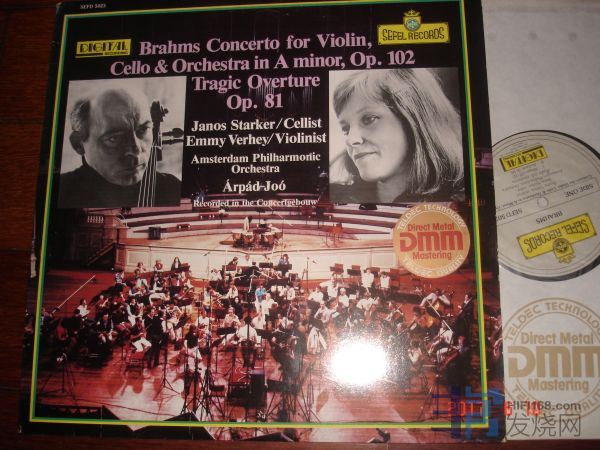 SEFD 5023
DIGITAL
RECORDING
SEFEL RECORDS
Brahms Concerto for Violin,
Cello & Orchestra in A minor, Op. 102
Tragic Overture
Op. 81
Janos Starker/Cellist
Emmy Verhey/Violinist
Amsterdam Philharmonic
Orchestra
Árpád Joó
Recorded in the Concertgebouw
TELDEC TECHNOLOGY
Direct Metal
DMM
Mastering
DIGITAL
SIDE ONE
BRAHMS
SEFEL RECORDS
TELDEC TECHNOLOGY
Direct Metal
DMM
Mastering
HIFI168.com
发烧网